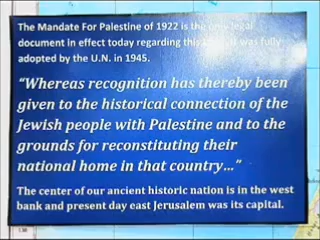 The Mandate For Palestine of 1922 is the only legal
document in effect today regarding this was fully
adopted by the U.N. in 1945.
"Whereas recognition has thereby been
given to the historical connection of the
Jewish people with Palestine and to the
grounds for reconstituting their
national home in that country..."
The center of our ancient historic nation is in the west
bank and present day east Jerusalem was its capital.